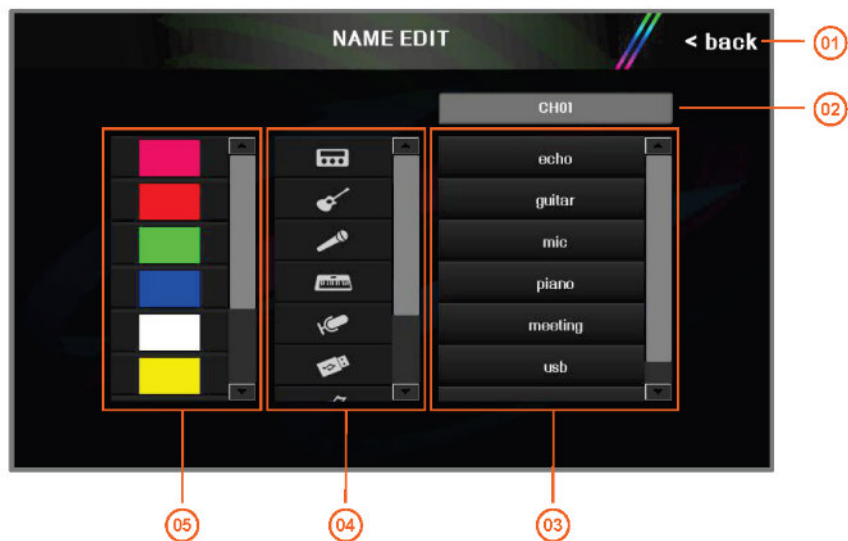 NAME EDIT
< back
01
CH01
02
echo
guitar
mic
piano
meeting
usb
05
04
03